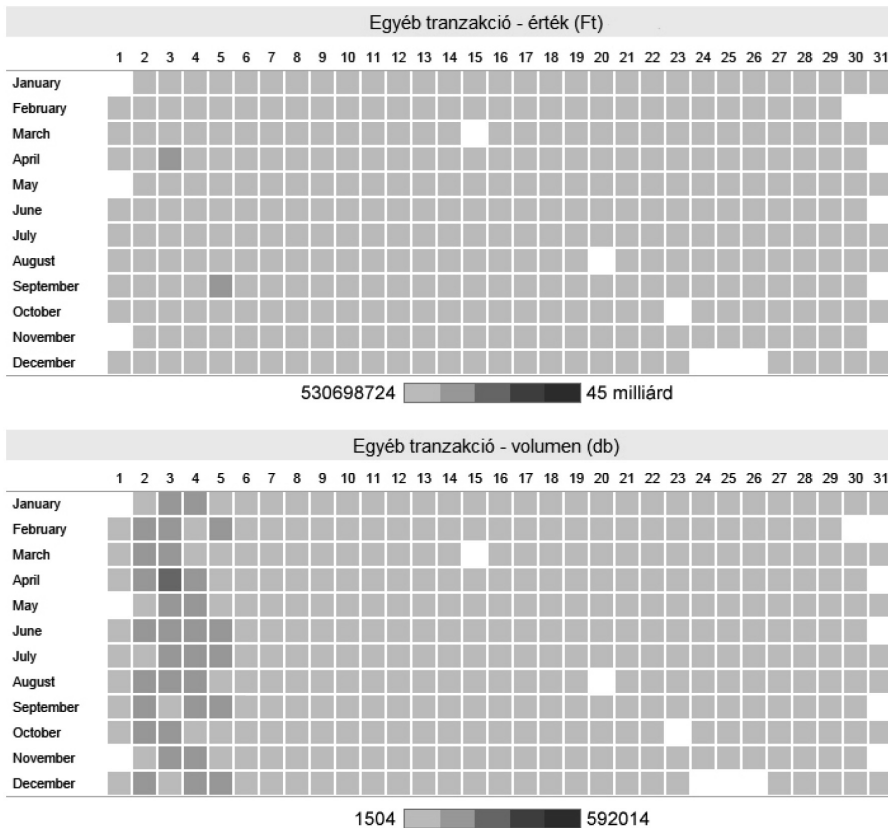 Egyéb tranzakció - érték (Ft)
1 2 3 4 5 6 7 8 9 10 11 12 13 14 15 16 17 18 19 20 21 22 23 24 25 26 27 28 29 30 31
January
February
March
April
May
June
July
August
September
October
November
December
530698724 45 milliárd
Egyéb tranzakció - volumen (db)
1 2 3 4 5 6 7 8 9 10 11 12 13 14 15 16 17 18 19 20 21 22 23 24 25 26 27 28 29 30 31
January
February
March
April
May
June
July
August
September
October
November
December
1504 592014